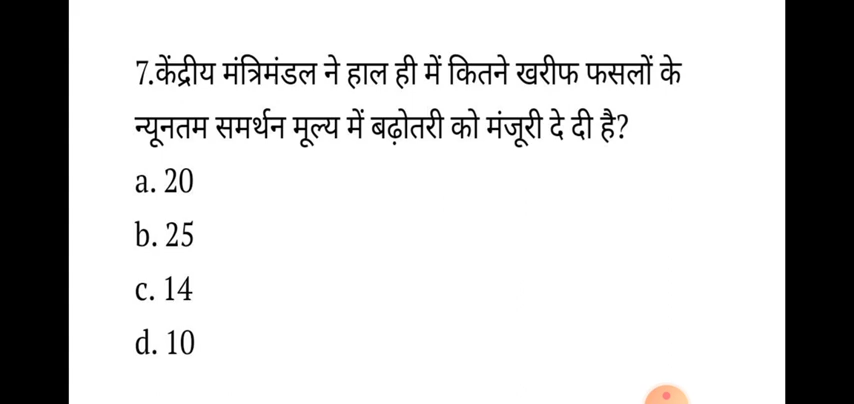 7.केंद्रीय मंत्रिमंडल ने हाल ही में कितने खरीफ फसलों के
न्यूनतम समर्थन मूल्य में बढ़ोतरी को मंजूरी दे दी है?
a. 20
b. 25
c. 14
d. 10